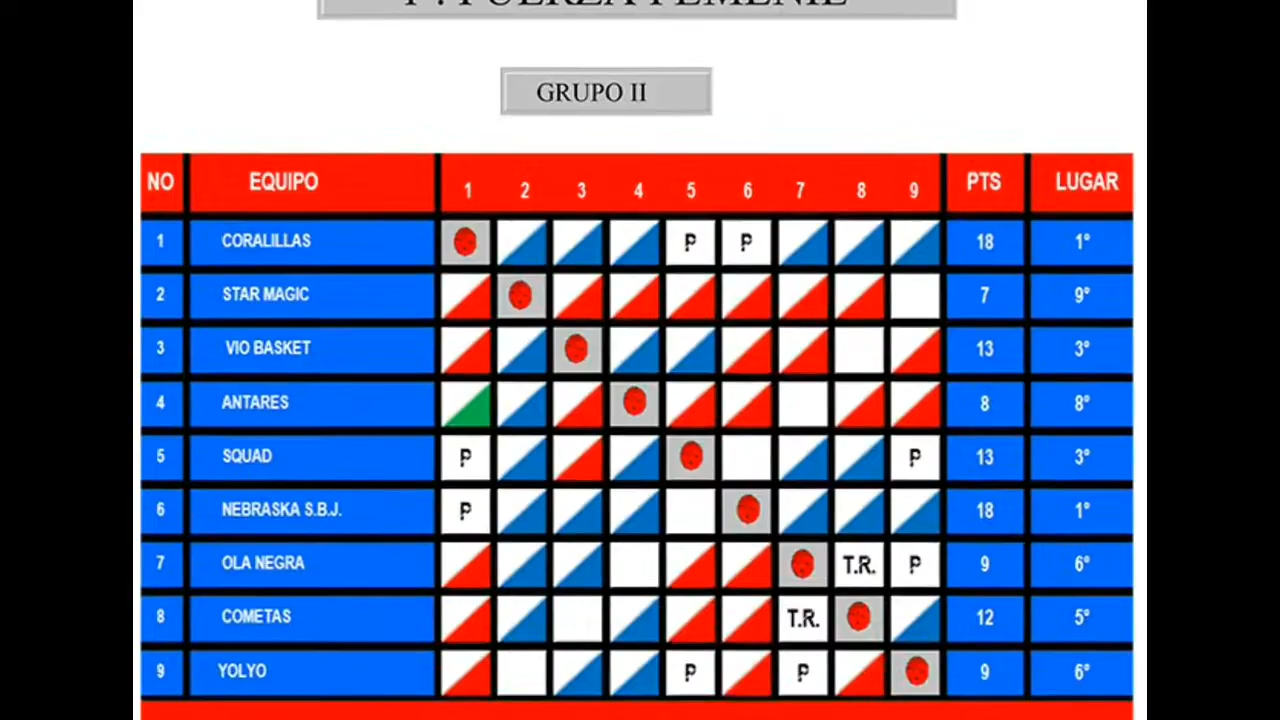 FUERZA FEMENIL
GRUPO II
NO EQUIPO 1 2 3 4 5 6 7 8 9 PTS LUGAR
1 CORALILLAS P P 18 1°
2 STAR MAGIC 7 9°
3 VIO BASKET 13 3°
4 ANTARES 8 8°
5 SQUAD P P 13 3°
6 NEBRASKA S.B.J. P 18 1°
7 OLA NEGRA T.R. P 9 6°
8 COMETAS T.R. 12 5°
9 YOLYO P P 9 6°